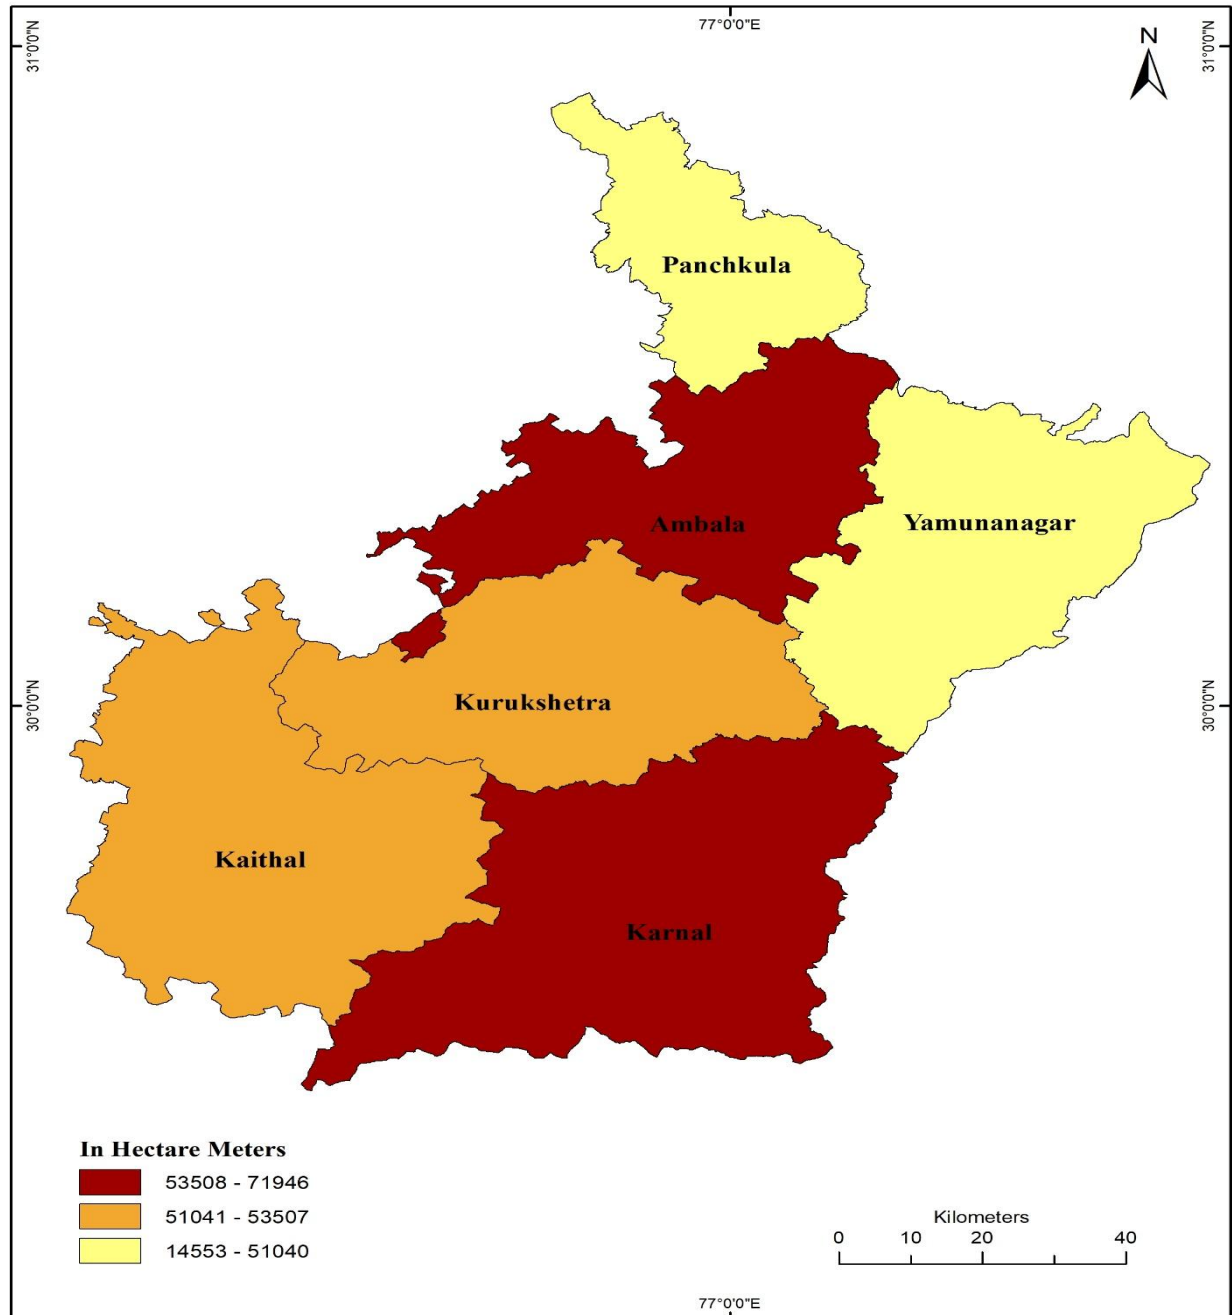 77°0'0"E
31°0'0"N
31°0'0"N
N
Panchkula
Ambala
Yamunanagar
30°0'0"N
Kurukshetra
30°0'0"N
Kaithal
Karnal
In Hectare Meters
53508 - 71946
51041 - 53507
14553 - 51040
Kilometers
0 10 20 40
77°0'0"E